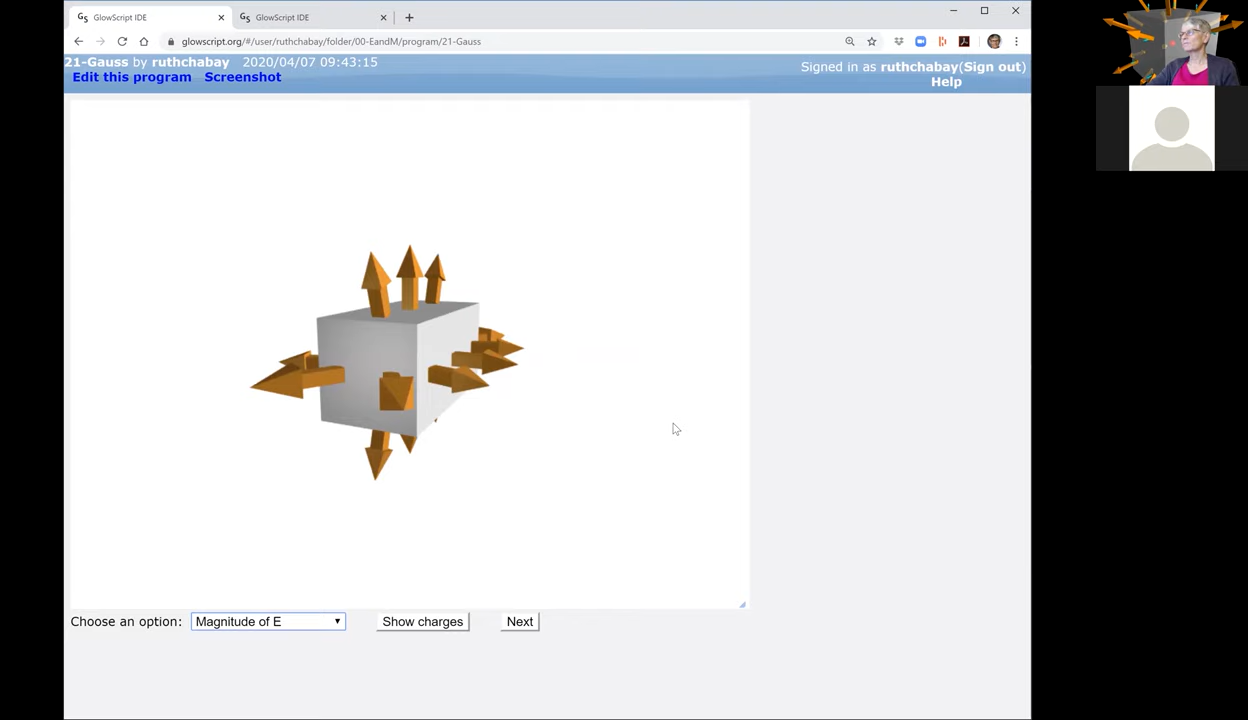 GlowScript IDE
GlowScript IDE
glowscript.org/#/user/ruthchabay/folder/00-EandM/program/21-Gauss
21-Gauss by ruthchabay 2020/04/07 09:43:15
Signed in as ruthchabay(Sign out)
Edit this program Screenshot
Help
Choose an option: Magnitude of E Show charges Next